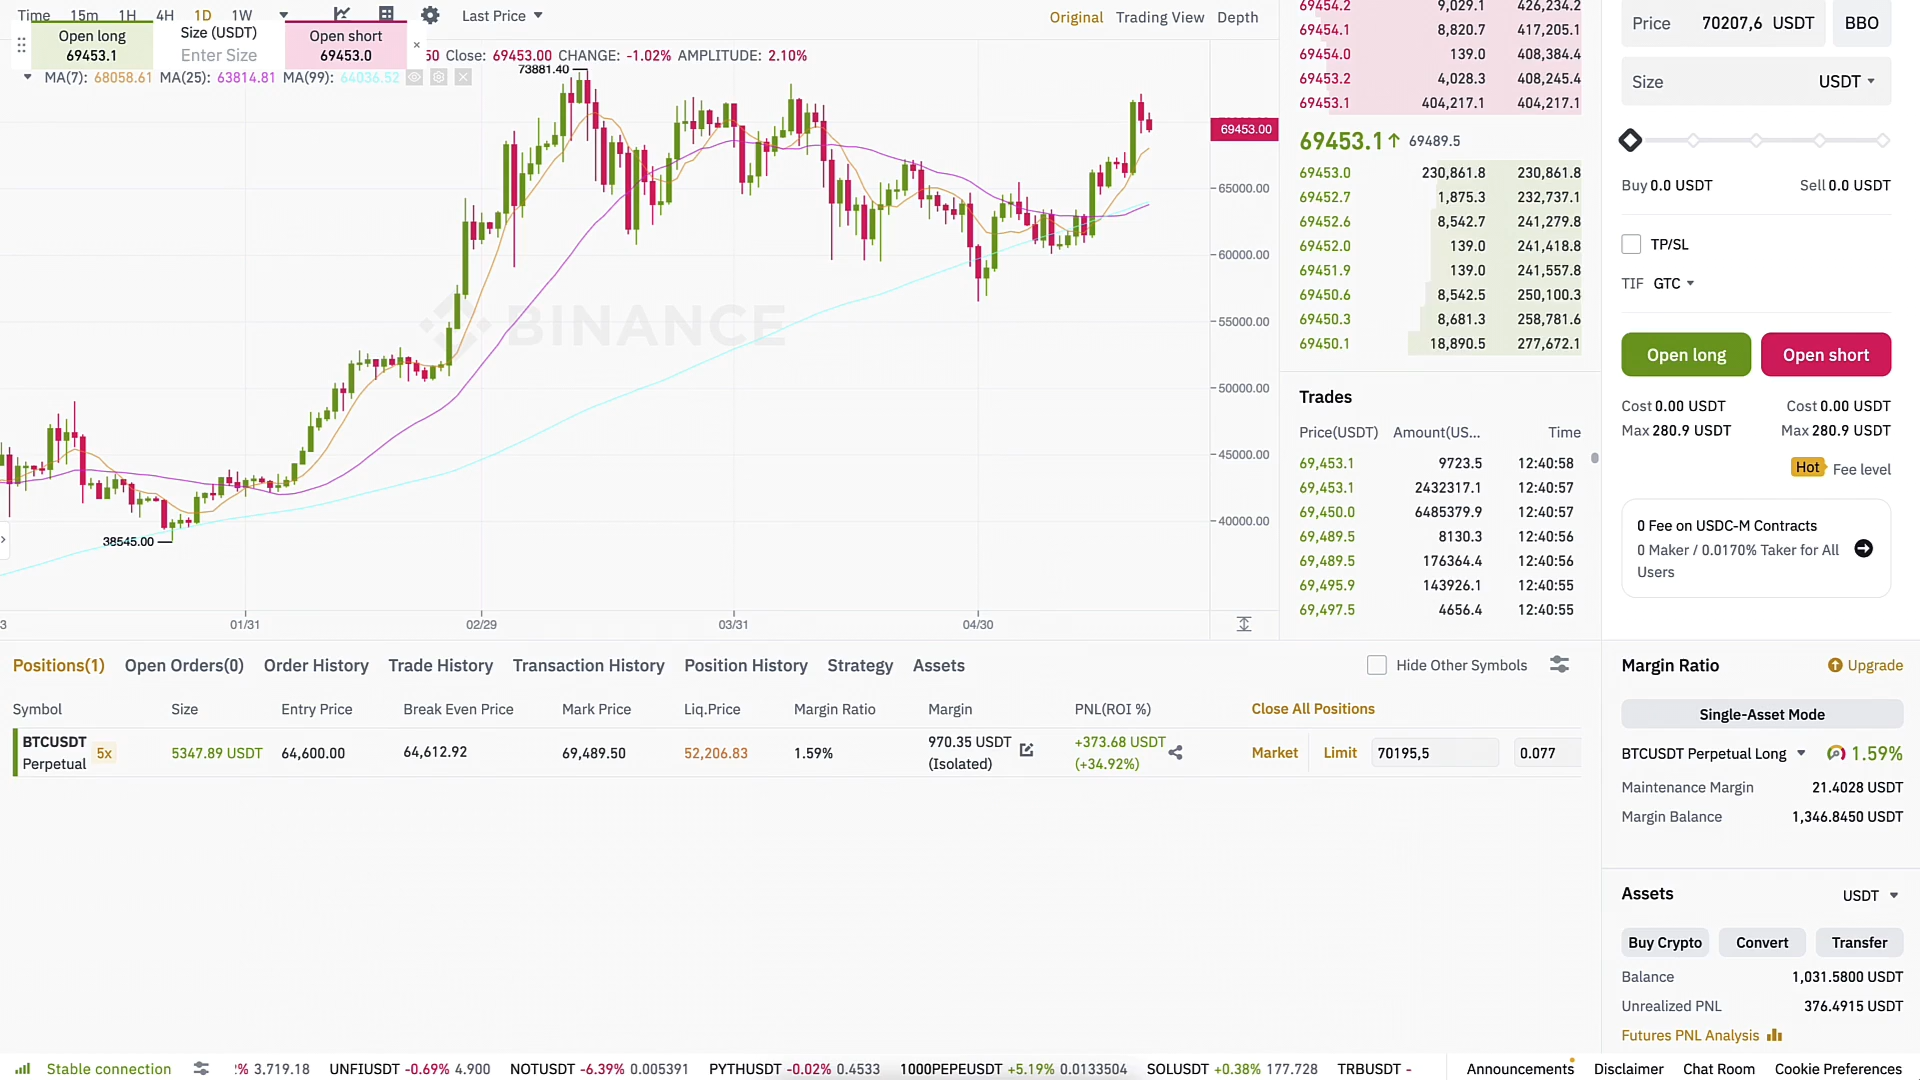 Time 15m 1H 4H 1D 1W Last Price Original Trading View Depth
Open long
69453.1
Size (USDT)
Enter Size
Open short
69453.0
50 Close: 69453.00 CHANGE: -1.02% AMPLITUDE: 2.10%
MA(7): 68058.61 MA(25): 63814.81 MA(99): 64036.52
73881.40
38545.00
BINANCE
69453.00
65000.00
60000.00
55000.00
50000.00
45000.00
40000.00
3 01/31 02/29 03/31 04/30
69454.2 9,029.1 426,234.2
69454.1 8,820.7 417,205.1
69454.0 139.0 408,384.4
69453.2 4,028.3 408,245.4
69453.1 404,217.1 404,217.1
69453.1 69489.5
69453.0 230,861.8 230,861.8
69452.7 1,875.3 232,737.1
69452.6 8,542.7 241,279.8
69452.0 139.0 241,418.8
69451.9 139.0 241,557.8
69450.6 8,542.5 250,100.3
69450.3 8,681.3 258,781.6
69450.1 18,890.5 277,672.1
Trades
Price(USDT) Amount(US... Time
69,453.1 9723.5 12:40:58
69,453.1 2432317.1 12:40:57
69,450.0 6485379.9 12:40:57
69,489.5 8130.3 12:40:56
69,489.5 176364.4 12:40:56
69,495.9 143926.1 12:40:55
69,497.5 4656.4 12:40:55
Price 70207,6 USDT BBO
Size USDT
Buy 0.0 USDT Sell 0.0 USDT
TP/SL
TIF GTC
Open long Open short
Cost 0.00 USDT Cost 0.00 USDT
Max 280.9 USDT Max 280.9 USDT
Hot Fee level
0 Fee on USDC-M Contracts
0 Maker / 0.0170% Taker for All
Users
Positions(1) Open Orders(0) Order History Trade History Transaction History Position History Strategy Assets Hide Other Symbols
Symbol Size Entry Price Break Even Price Mark Price Liq.Price Margin Ratio Margin PNL(ROI %) Close All Positions
BTCUSDT
Perpetual
5x 5347.89 USDT 64,600.00 64,612.92 69,489.50 52,206.83 1.59%
970.35 USDT
(Isolated)
+373.68 USDT
(+34.92%)
Market Limit 70195,5 0.077
Margin Ratio Upgrade
Single-Asset Mode
BTCUSDT Perpetual Long 1.59%
Maintenance Margin 21.4028 USDT
Margin Balance 1,346.8450 USDT
Assets USDT
Buy Crypto Convert Transfer
Balance 1,031.5800 USDT
Unrealized PNL 376.4915 USDT
Futures PNL Analysis
Stable connection % 3,719.18 UNFIUSDT -0.69% 4.900 NOTUSDT -6.39% 0.005391 PYTHUSDT -0.02% 0.4533 1000PEPEUSDT +5.19% 0.0133504 SOLUSDT +0.38% 177.728 TRBUSDT - Announcements Disclaimer Chat Room Cookie Preferences